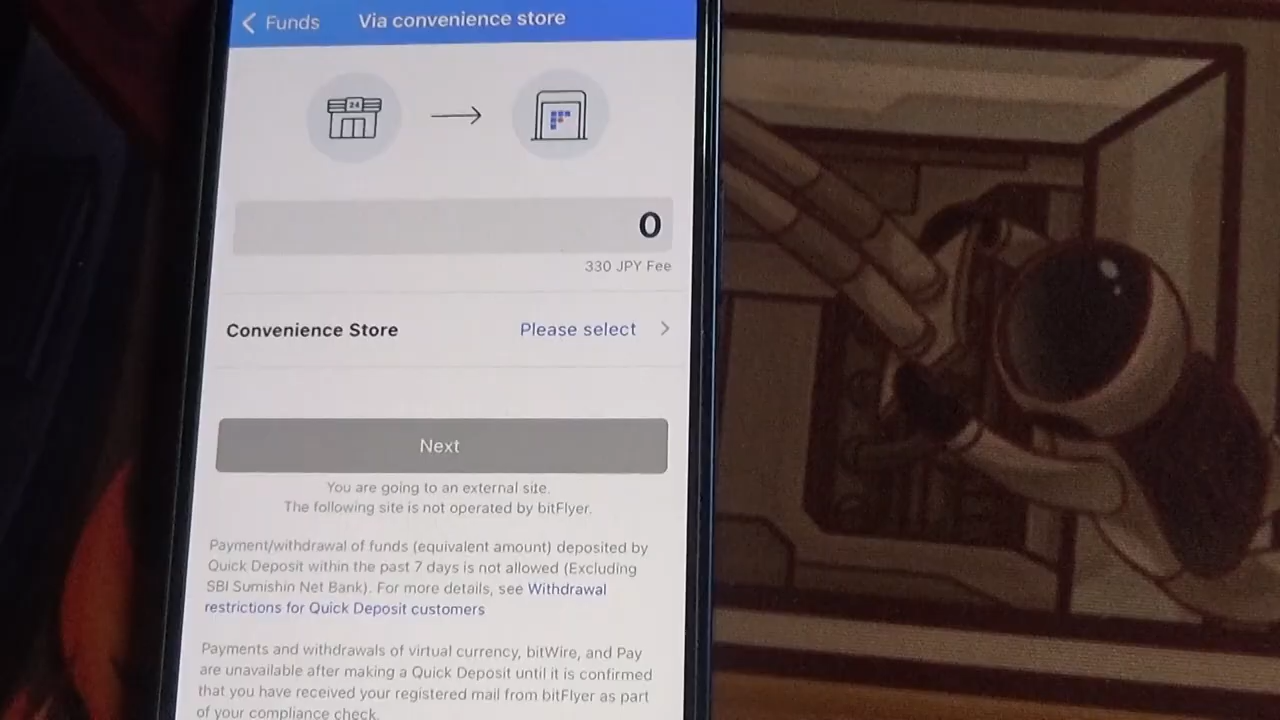 Funds
Via convenience store
24
0
330 JPY Fee
Convenience Store
Please select
Next
You are going to an external site.
The following site is not operated by bitFlyer.
Payment/withdrawal of funds (equivalent amount) deposited by
Quick Deposit within the past 7 days is not allowed (Excluding
SBI Sumishin Net Bank). For more details, see Withdrawal
restrictions for Quick Deposit customers
Payments and withdrawals of virtual currency, bitWire, and Pay
are unavailable after making a Quick Deposit until it is confirmed
that you have received your registered mail from bitFlyer as part
of your compliance check.